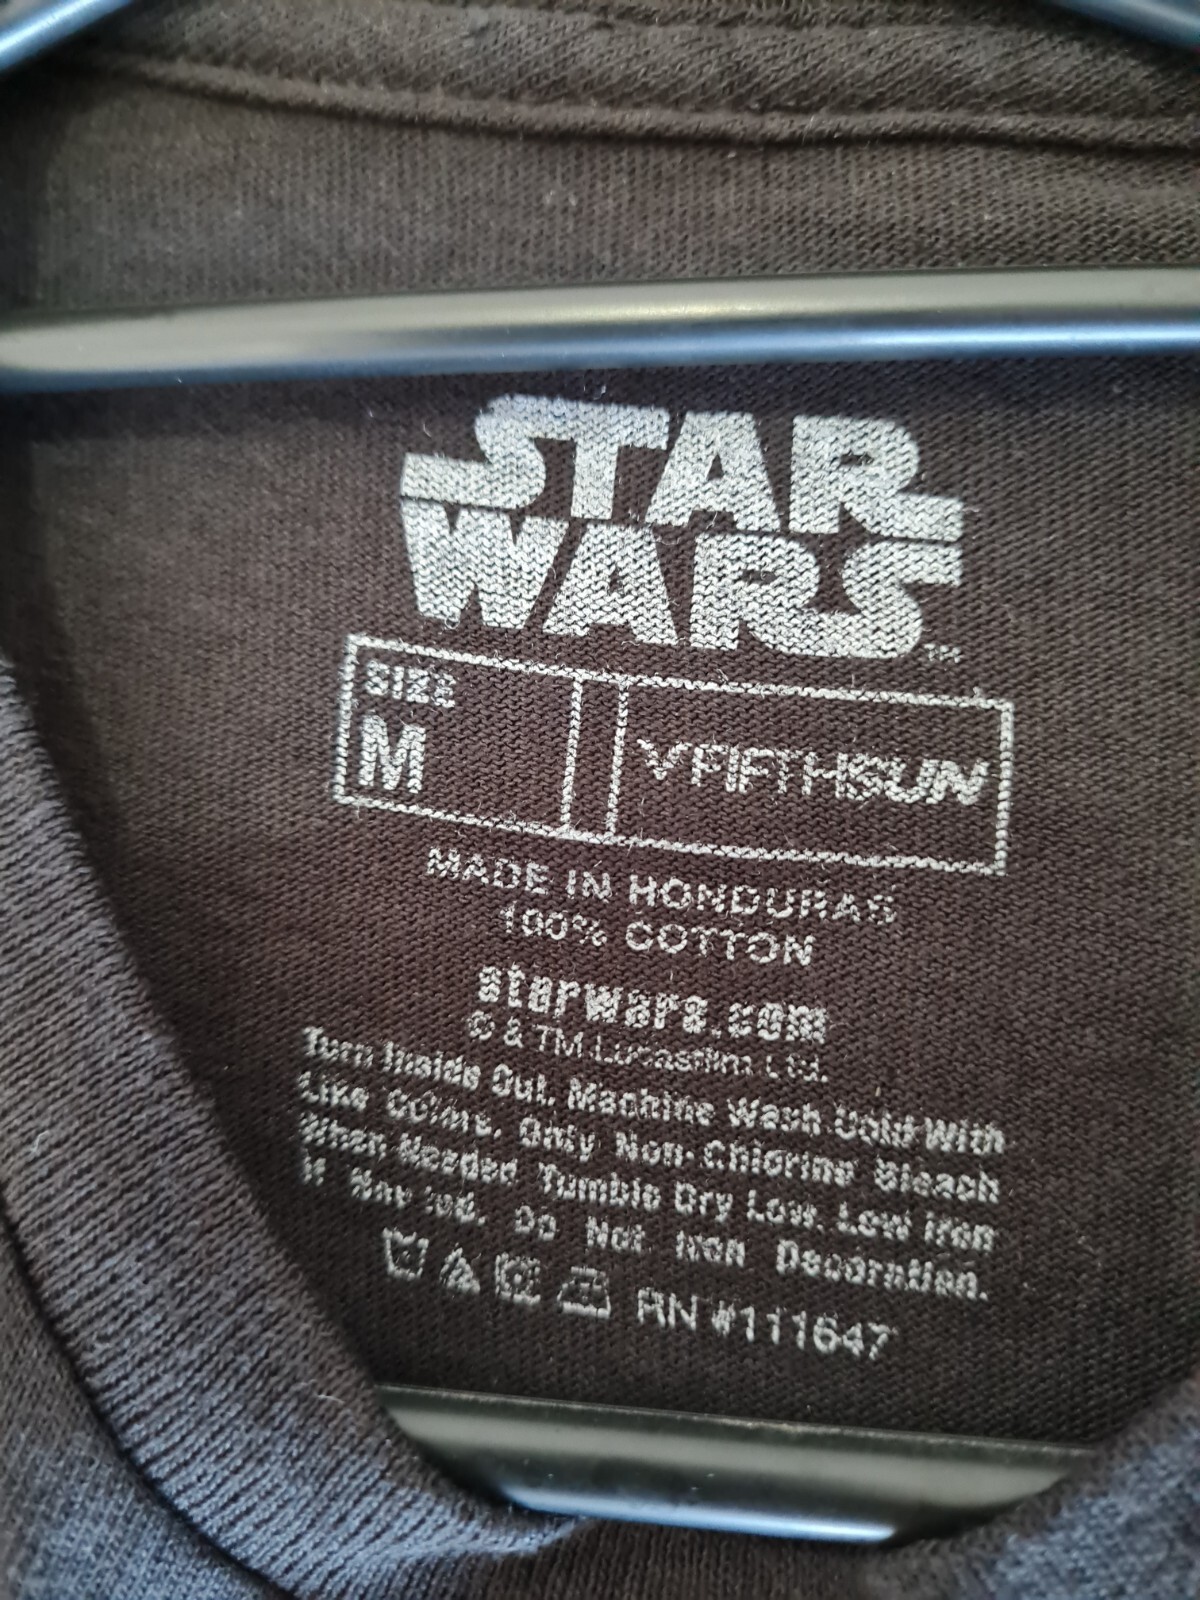 STAR
WARS
TM
SIZE
M
FIFTHSUN
MADE IN HONDURAS
100% COTTON
starwars.com
© & TM Lucasfilm Ltd.
Turn Inside Out. Machine Wash Cold With
Like Colors. Only Non-Chlorine Bleach
When Needed Tumble Dry Low. Low Iron
If Do Not Iron Decoration.
RN #111647